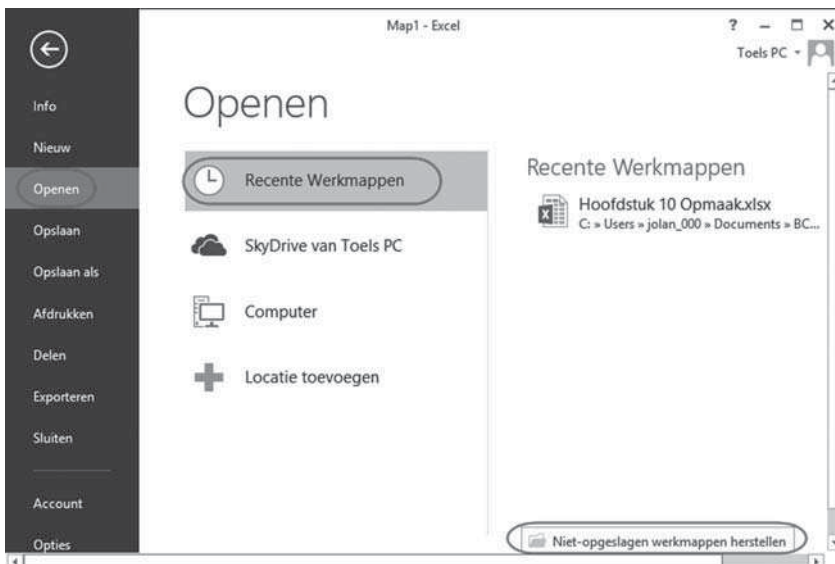 Map1 - Excel
?
Toels PC
Info
Nieuw
Openen
Opslaan
Opslaan als
Afdrukken
Delen
Exporteren
Sluiten
Account
Opties
Openen
Recente Werkmappen
SkyDrive van Toels PC
Computer
Locatie toevoegen
Recente Werkmappen
Hoofdstuk 10 Opmaak.xlsx
C: » Users » jolan_000 » Documents » BC...
Niet-opgeslagen werkmappen herstellen